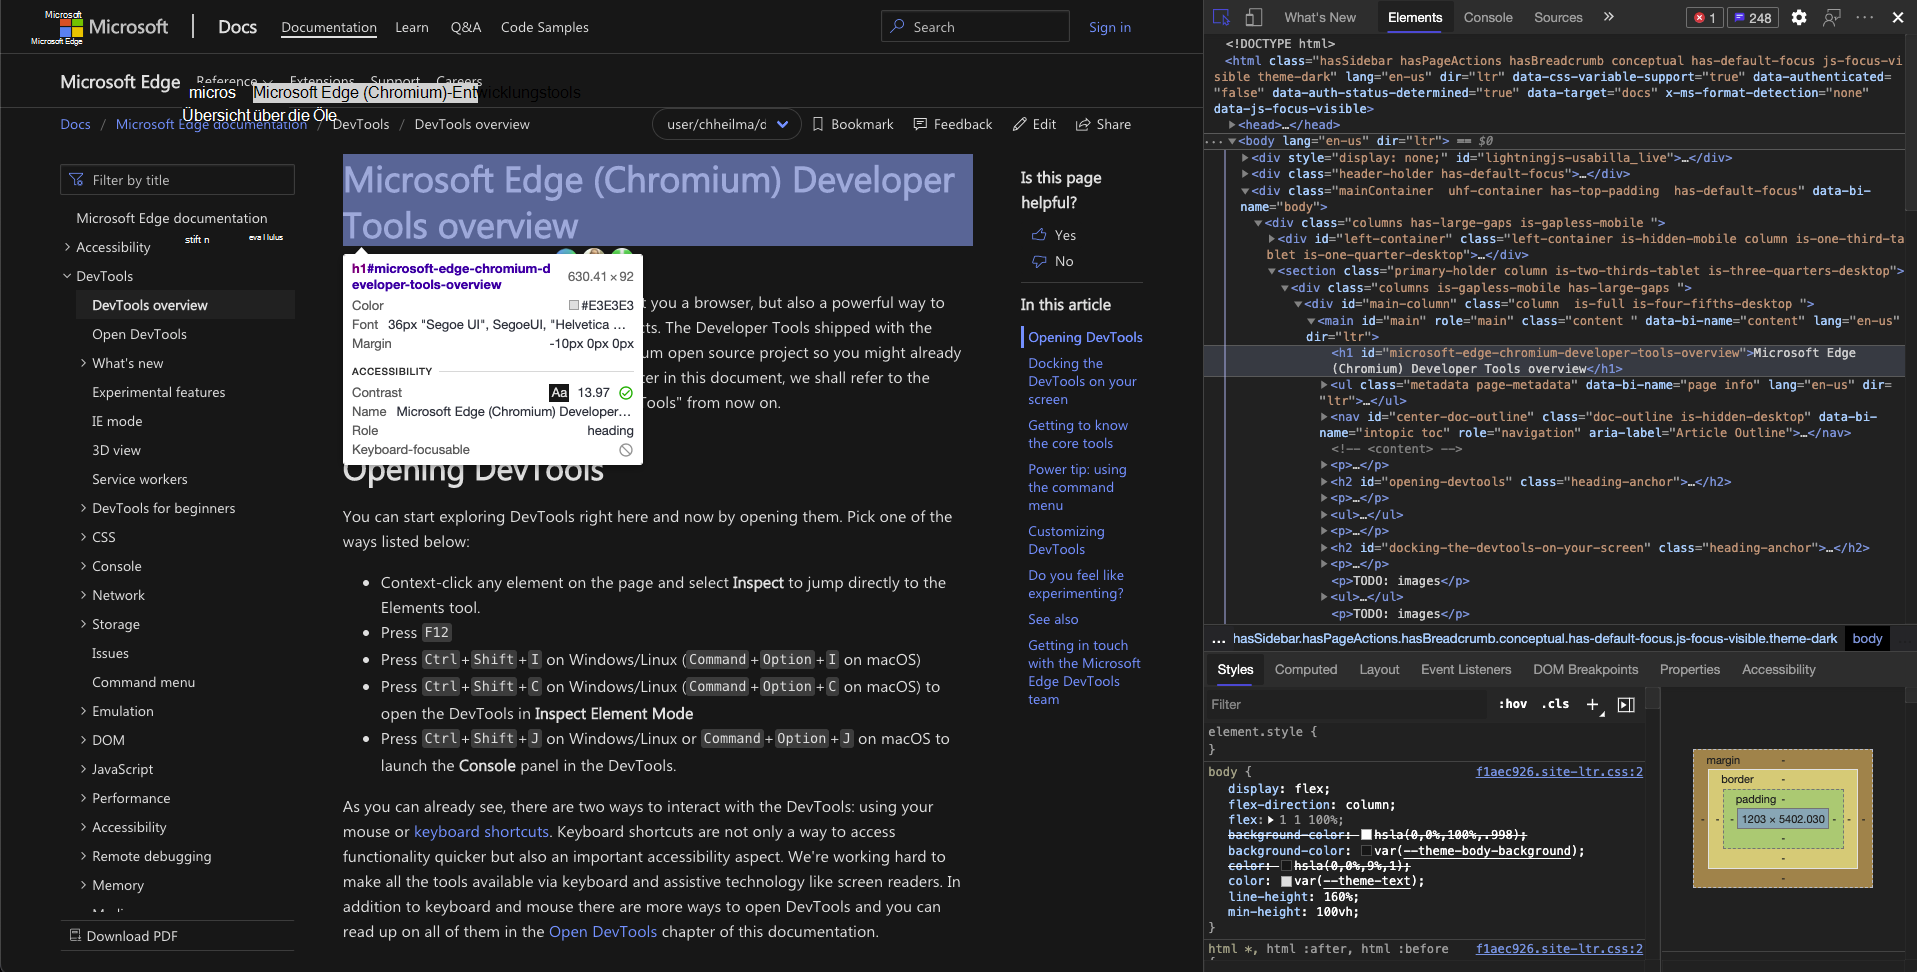 Microsoft
Microsoft Edge
Microsoft
Docs
Documentation
Learn
Q&A
Code Samples
Search
Sign in
Microsoft Edge
Reference
Extensions
Support
Careers
micros
Microsoft Edge (Chromium)-Entwicklungstools
Übersicht über die Öle
Docs / Microsoft Edge documentation / DevTools / DevTools overview
user/chheilma/d
Bookmark
Feedback
Edit
Share
Filter by title
Microsoft Edge documentation
stift n
Accessibility
DevTools
DevTools overview
Open DevTools
What's new
Experimental features
IE mode
3D view
Service workers
DevTools for beginners
CSS
Console
Network
Storage
Issues
Command menu
Emulation
DOM
JavaScript
Performance
Accessibility
Remote debugging
Memory
Download PDF
Microsoft Edge (Chromium) Developer
Tools overview
h1#microsoft-edge-chromium-d
eveloper-tools-overview
630.41 × 92
Color #E3E3E3
Font 36px "Segoe UI", SegoeUI, "Helvetica ...
Margin -10px 0px 0px
ACCESSIBILITY
Contrast Aa 13.97
Name Microsoft Edge (Chromium) Developer...
Role heading
Keyboard-focusable
you a browser, but also a powerful way to
ts. The Developer Tools shipped with the
um open source project so you might already
ter in this document, we shall refer to the
Tools" from now on.
Opening DevTools
You can start exploring DevTools right here and now by opening them. Pick one of the
ways listed below:
• Context-click any element on the page and select Inspect to jump directly to the
Elements tool.
• Press F12
• Press Ctrl+Shift+I on Windows/Linux (Command+Option+I on macOS)
• Press Ctrl+Shift+C on Windows/Linux (Command+Option+C on macOS) to
open the DevTools in Inspect Element Mode
• Press Ctrl+Shift+J on Windows/Linux or Command+Option+J on macOS to
launch the Console panel in the DevTools.
As you can already see, there are two ways to interact with the DevTools: using your
mouse or keyboard shortcuts. Keyboard shortcuts are not only a way to access
functionality quicker but also an important accessibility aspect. We're working hard to
make all the tools available via keyboard and assistive technology like screen readers. In
addition to keyboard and mouse there are more ways to open DevTools and you can
read up on all of them in the Open DevTools chapter of this documentation.
Is this page
helpful?
Yes
No
In this article
Opening DevTools
Docking the
DevTools on your
screen
Getting to know
the core tools
Power tip: using
the command
menu
Customizing
DevTools
Do you feel like
experimenting?
See also
Getting in touch
with the Microsoft
Edge DevTools
team
What's New
Elements
Console
Sources
1
248
<!DOCTYPE html>
<html class="hasSidebar hasPageActions hasBreadcrumb conceptual has-default-focus js-focus-vi
sible theme-dark" lang="en-us" dir="ltr" data-css-variable-support="true" data-authenticated=
"false" data-auth-status-determined="true" data-target="docs" x-ms-format-detection="none"
data-js-focus-visible>
<head>…</head>
<body lang="en-us" dir="ltr"> == $0
<div style="display: none;" id="lightningjs-usabilla_live">…</div>
<div class="header-holder has-default-focus">…</div>
<div class="mainContainer  uhf-container has-top-padding  has-default-focus" data-bi-
name="body">
<div class="columns has-large-gaps is-gapless-mobile ">
<div id="left-container" class="left-container is-hidden-mobile column is-one-third-ta
blet is-one-quarter-desktop">…</div>
<section class="primary-holder column is-two-thirds-tablet is-three-quarters-desktop">
<div class="columns is-gapless-mobile has-large-gaps ">
<div id="main-column" class="column  is-full is-four-fifths-desktop ">
<main id="main" role="main" class="content " data-bi-name="content" lang="en-us"
dir="ltr">
<h1 id="microsoft-edge-chromium-developer-tools-overview">Microsoft Edge
(Chromium) Developer Tools overview</h1>
<ul class="metadata page-metadata" data-bi-name="page info" lang="en-us" dir=
"ltr">…</ul>
<nav id="center-doc-outline" class="doc-outline is-hidden-desktop" data-bi-
name="intopic toc" role="navigation" aria-label="Article Outline">…</nav>
<!-- <content> -->
<p>…</p>
<h2 id="opening-devtools" class="heading-anchor">…</h2>
<p>…</p>
<ul>…</ul>
<p>…</p>
<h2 id="docking-the-devtools-on-your-screen" class="heading-anchor">…</h2>
<p>…</p>
<p>TODO: images</p>
<ul>…</ul>
<p>TODO: images</p>
... hasSidebar.hasPageActions.hasBreadcrumb.conceptual.has-default-focus.js-focus-visible.theme-dark body
Styles
Computed
Layout
Event Listeners
DOM Breakpoints
Properties
Accessibility
Filter
:hov .cls +
element.style {
}
body { f1aec926.site-ltr.css:2
display: flex;
flex-direction: column;
flex: 1 1 100%;
background-color: hsla(0,0%,100%,.998);
background-color: var(--theme-body-background);
color: hsla(0,0%,9%,1);
color: var(--theme-text);
line-height: 160%;
min-height: 100vh;
}
html *, html :after, html :before f1aec926.site-ltr.css:2
margin -
border -
padding -
1203 × 5402.030